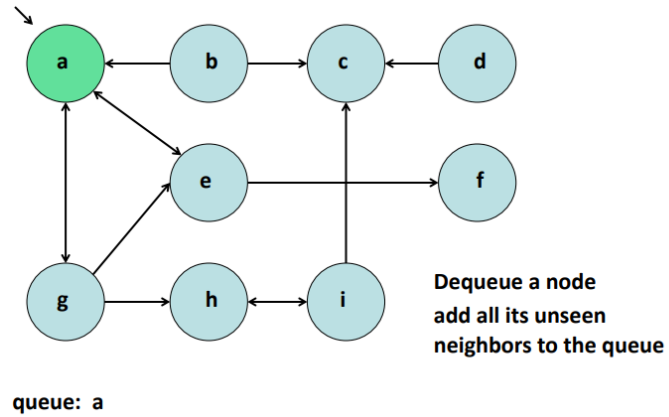 a
b
c
d
e
f
g
h
i
Dequeue a node
add all its unseen
neighbors to the queue
queue: a